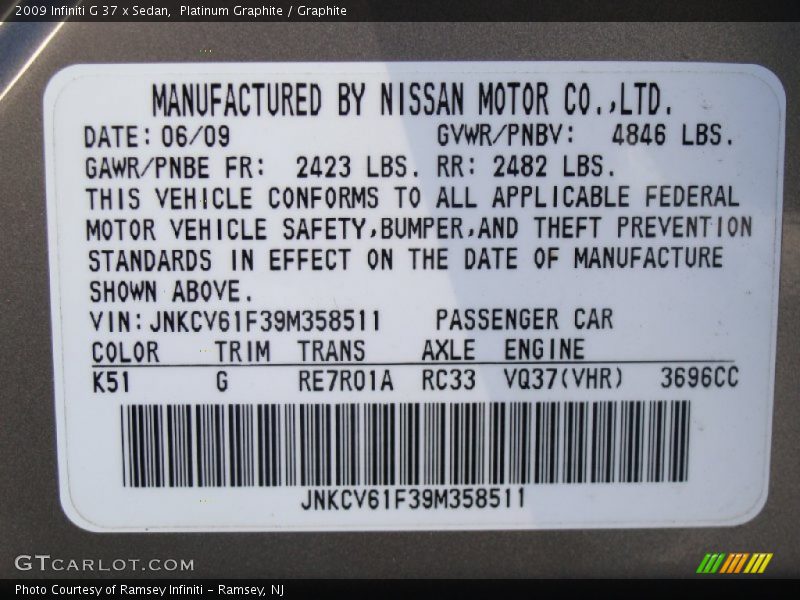 2009 Infiniti G 37 x Sedan,  Platinum Graphite / Graphite
MANUFACTURED BY NISSAN MOTOR CO.,LTD.
DATE: 06/09 GVWR/PNBV: 4846 LBS.
GAWR/PNBE FR: 2423 LBS. RR: 2482 LBS.
THIS VEHICLE CONFORMS TO ALL APPLICABLE FEDERAL
MOTOR VEHICLE SAFETY,BUMPER,AND THEFT PREVENTION
STANDARDS IN EFFECT ON THE DATE OF MANUFACTURE
SHOWN ABOVE.
VIN: JNKCV61F39M358511 PASSENGER CAR
COLOR TRIM TRANS AXLE ENGINE
K51 G RE7R01A RC33 VQ37(VHR) 3696CC
JNKCV61F39M358511
GTCARLOT.COM
Photo Courtesy of Ramsey Infiniti - Ramsey, NJ